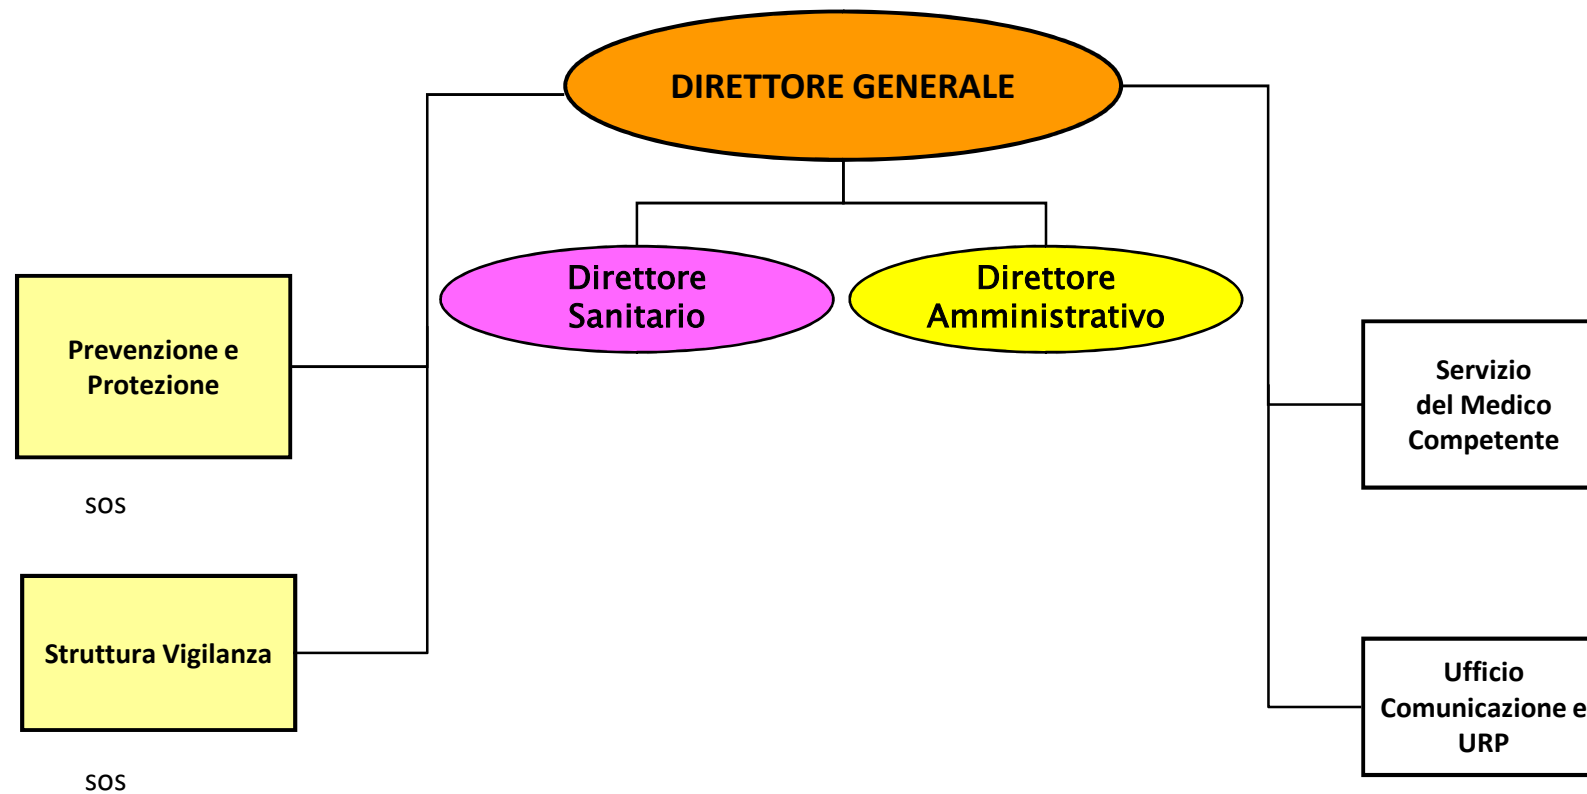 DIRETTORE GENERALE
Direttore
Sanitario
Direttore
Amministrativo
Prevenzione e
Protezione
sos
Servizio
del Medico
Competente
Struttura Vigilanza
sos
Ufficio
Comunicazione e
URP